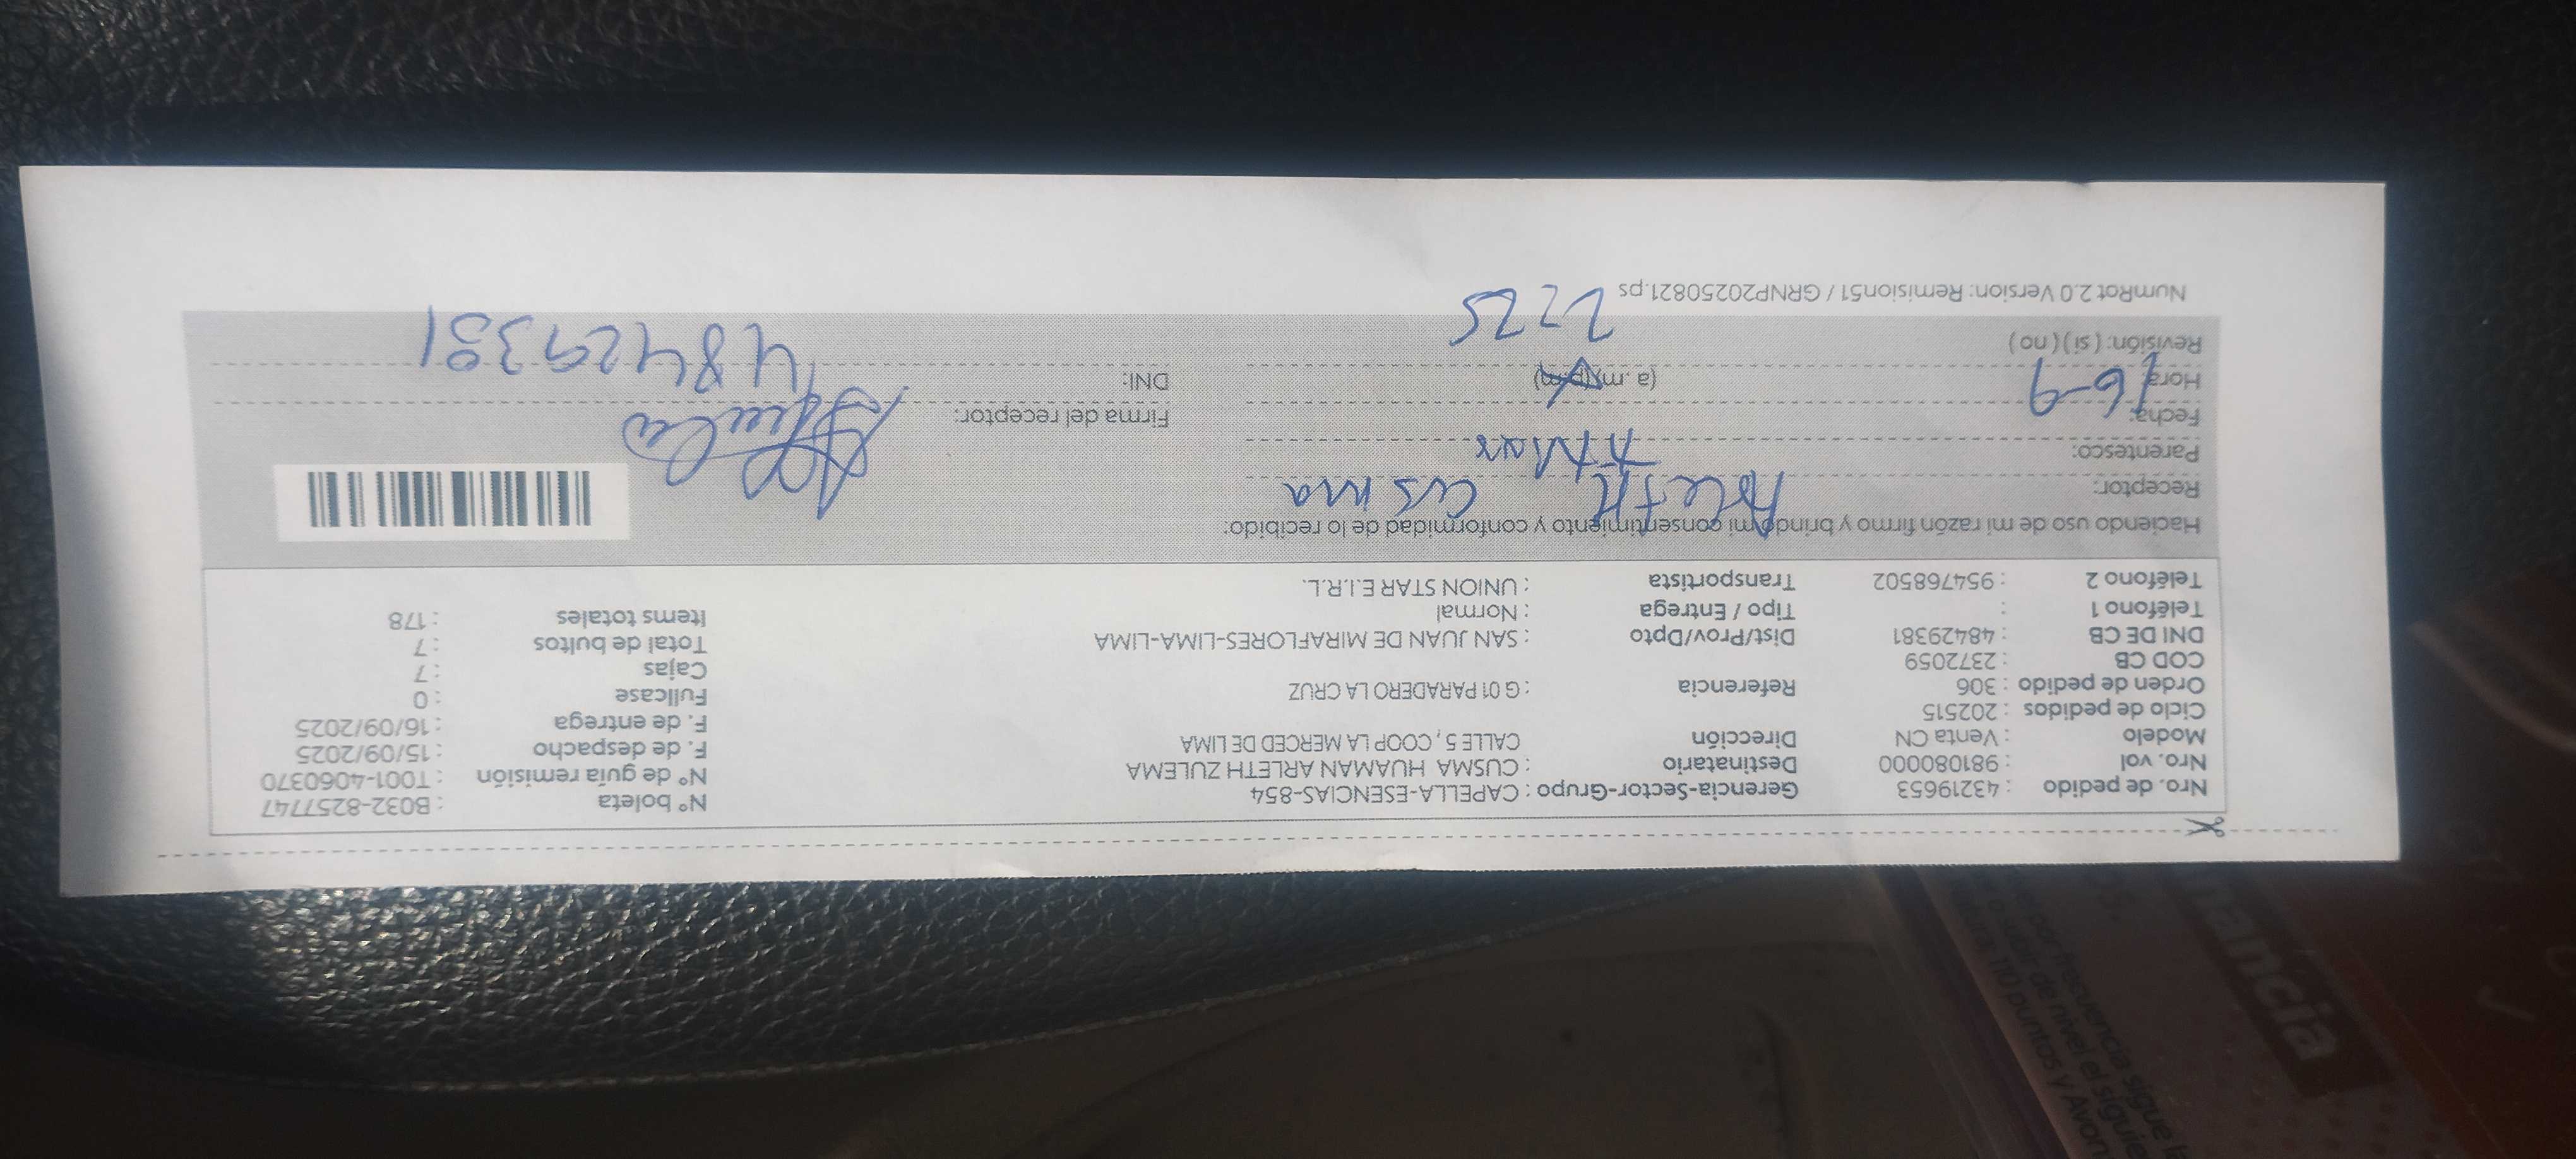 Nro. de pedido : 43219653 Gerencia-Sector-Grupo : CAPELLA-ESENCIAS-854 N° boleta : B032-8257747
Nro. vol : 981080000 Destinatario : CUSMA HUAMAN ARLETH ZULEMA N° de guía remisión : T001-4060370
Modelo : Venta CN Dirección CALLE 5, COOP LA MERCED DE LIMA F. de despacho : 15/09/2025
Ciclo de pedidos : 202515 F. de entrega : 16/09/2025
Orden de pedido : 306 Referencia : G 01 PARADERO LA CRUZ Fullcase : 0
COD CB : 2372059 Cajas : 7
DNI DE CB : 48429381 Dist/Prov/Dpto : SAN JUAN DE MIRAFLORES-LIMA-LIMA Total de bultos : 7
Teléfono 1 : Tipo / Entrega : Normal Items totales : 178
Teléfono 2 : 954768502 Transportista : UNION STAR E.I.R.L.
Haciendo uso de mi razón firmo y brindo mi consentimiento y conformidad de lo recibido:
Receptor: Arleth Cusma
Parentesco:
Fecha: 16-9 Firma del receptor:
Hora: (a. m) (p.m) DNI: 48429381
Revisión: ( si ) ( no )
NumRot 2.0 Version: Remision51 / GRNP20250821.ps